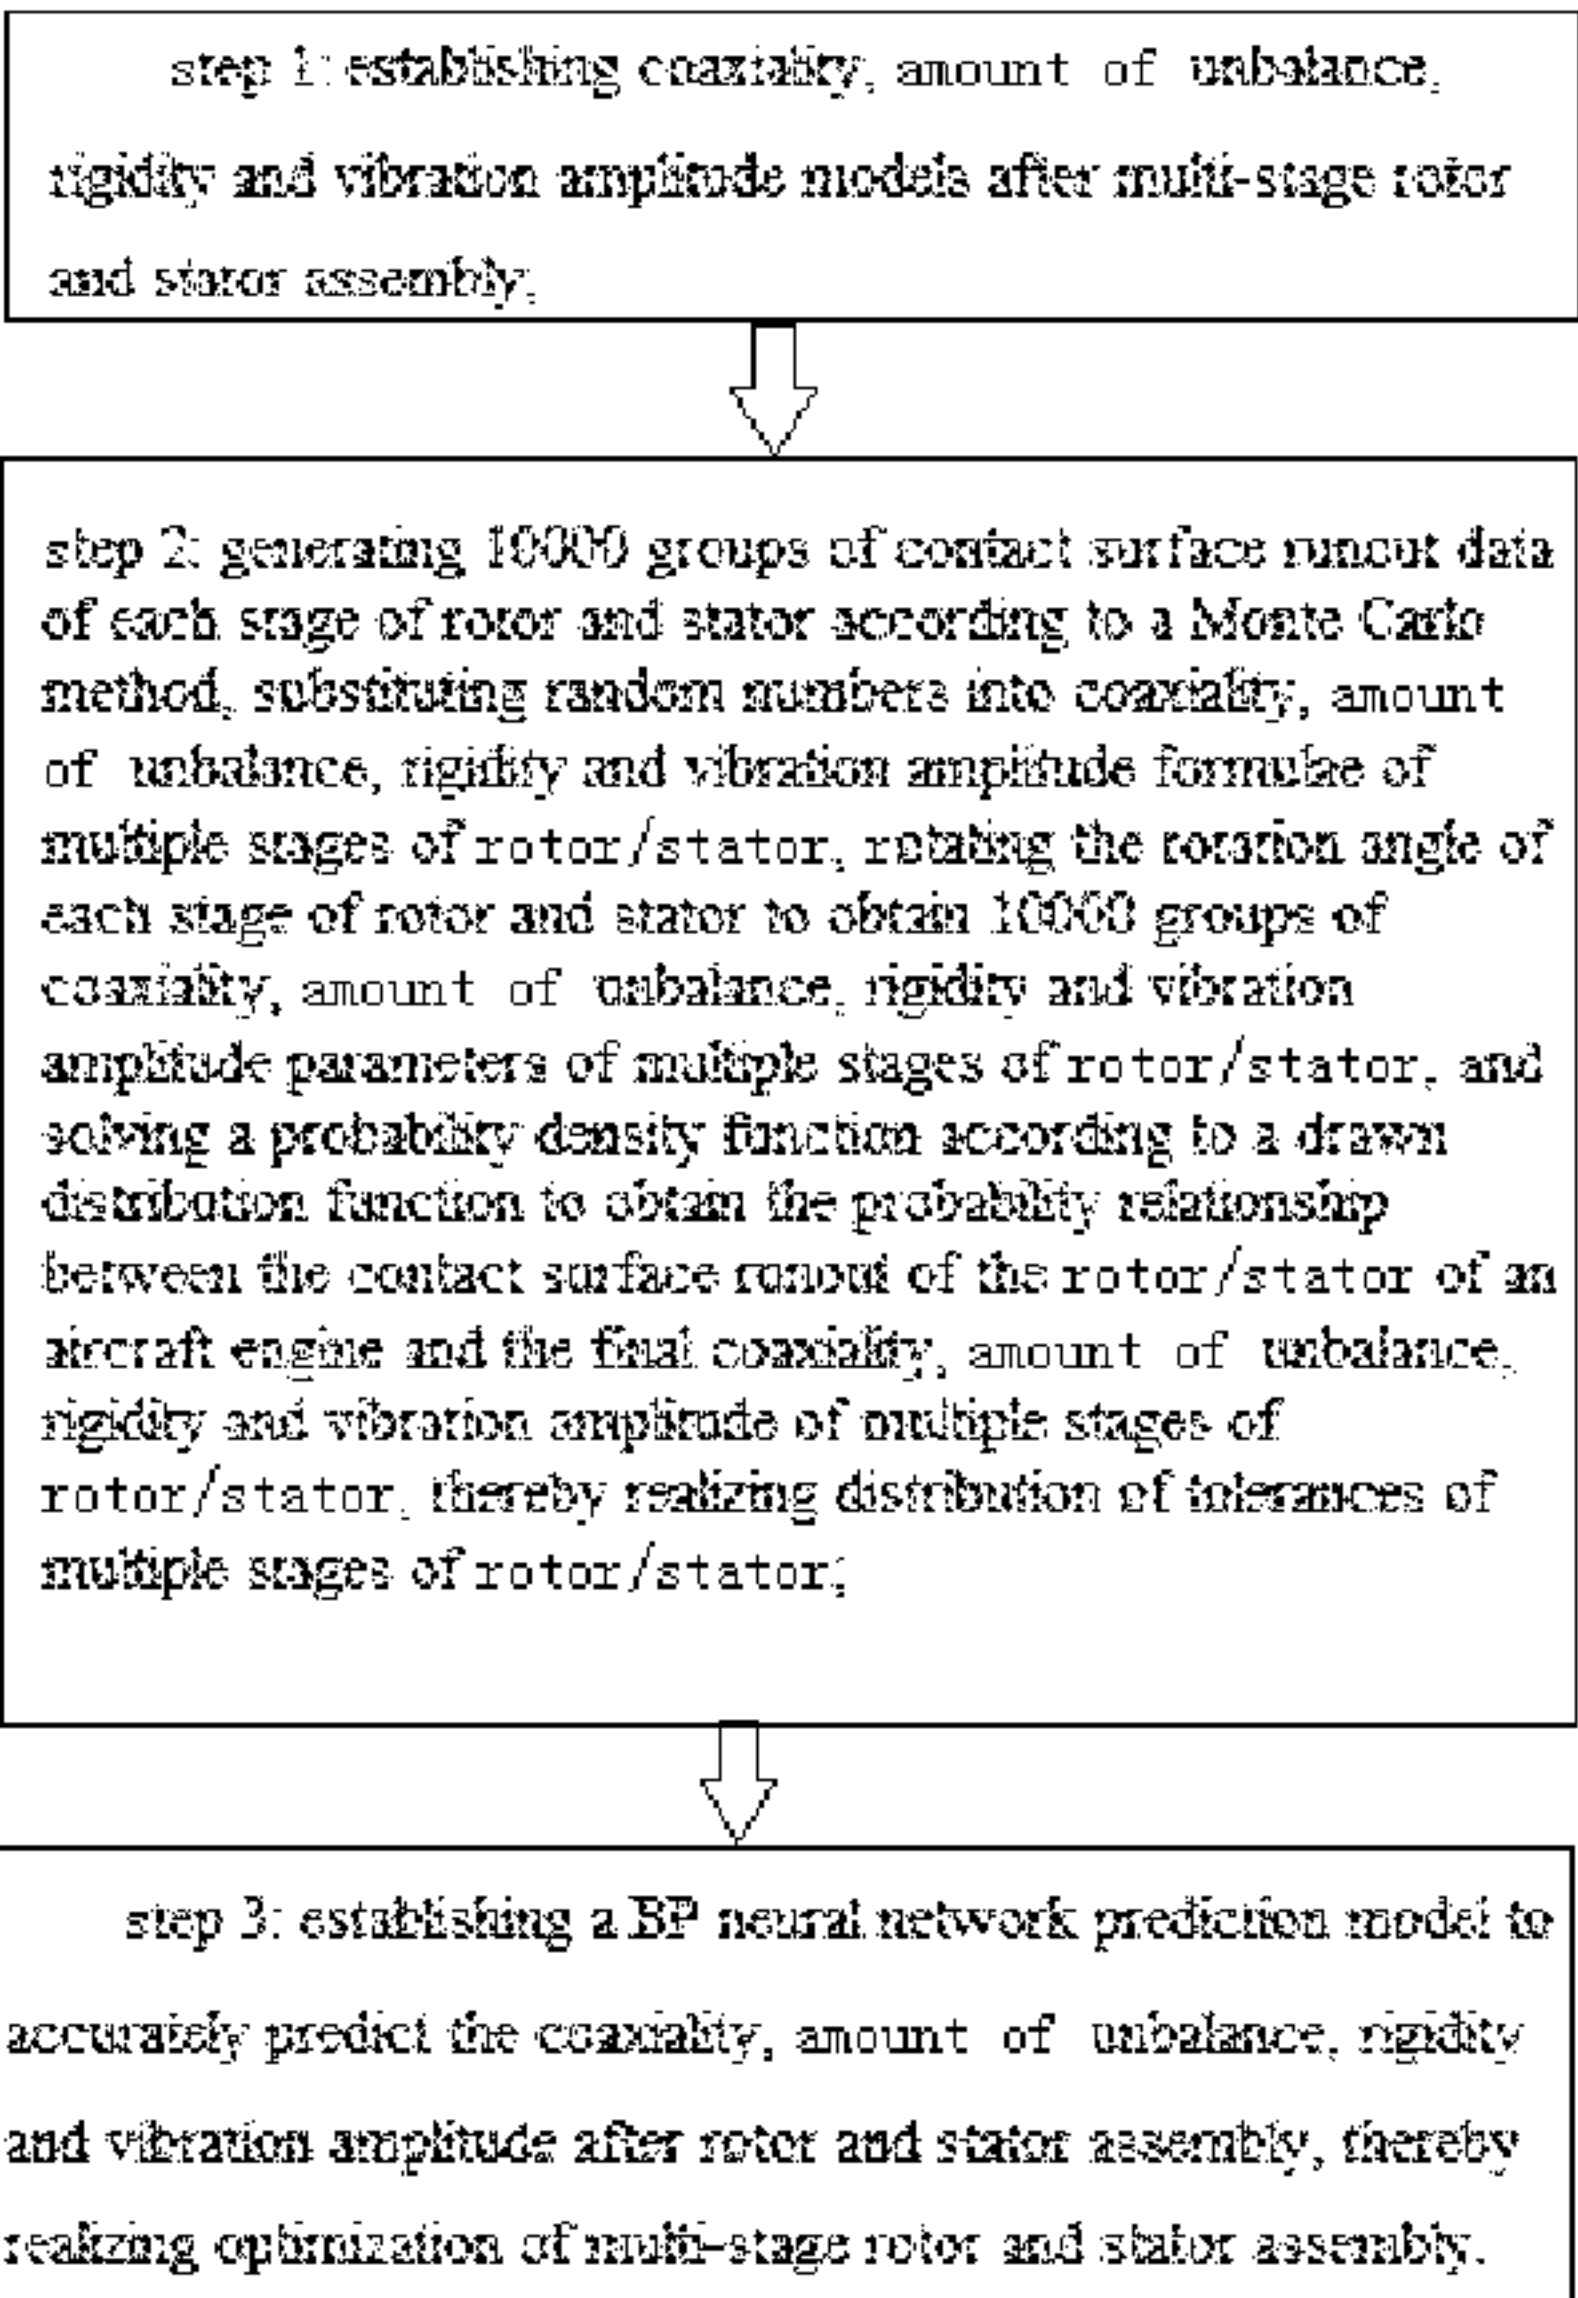 step 1: establishing coaxiality, amount of unbalance,
rigidity and vibration amplitude models after multi-stage rotor
and stator assembly;
step 2: generating 10000 groups of contact surface runout data
of each stage of rotor and stator according to a Monte Carlo
method, substituting random numbers into coaxiality, amount
of unbalance, rigidity and vibration amplitude formulae of
multiple stages of rotor/stator, rotating the rotation angle of
each stage of rotor and stator to obtain 10000 groups of
coaxiality, amount of unbalance, rigidity and vibration
amplitude parameters of multiple stages of rotor/stator, and
solving a probability density function according to a drawn
distribution function to obtain the probability relationship
between the contact surface runout of the rotor/stator of an
aircraft engine and the final coaxiality, amount of unbalance,
rigidity and vibration amplitude of multiple stages of
rotor/stator, thereby realizing distribution of tolerances of
multiple stages of rotor/stator;
step 3: establishing a BP neural network prediction model to
accurately predict the coaxiality, amount of unbalance, rigidity
and vibration amplitude after rotor and stator assembly, thereby
realizing optimization of multi-stage rotor and stator assembly.